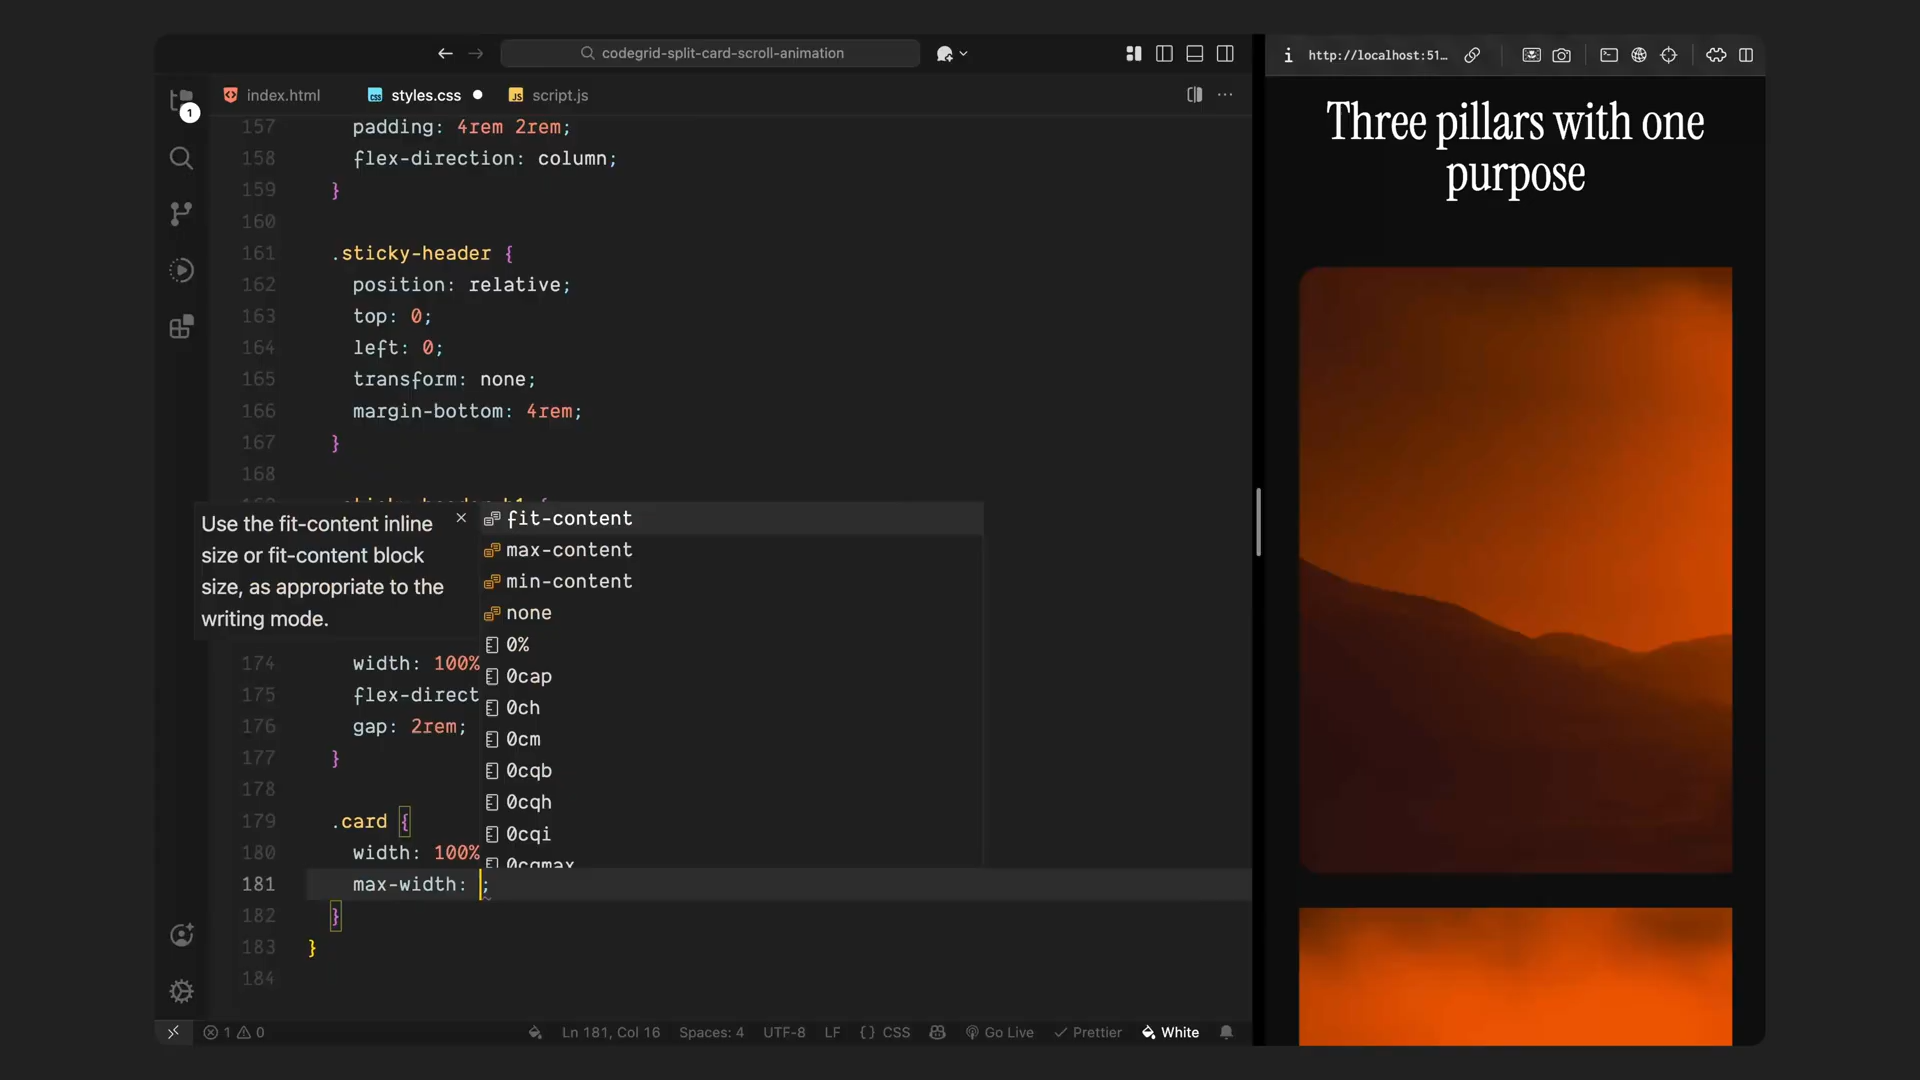 codegrid-split-card-scroll-animation
http://localhost:51…
1
index.html
styles.css
script.js
157 padding: 4rem 2rem;
158 flex-direction: column;
159 }
160
161 .sticky-header {
162 position: relative;
163 top: 0;
164 left: 0;
165 transform: none;
166 margin-bottom: 4rem;
167 }
168
Use the fit-content inline
size or fit-content block
size, as appropriate to the
writing mode.
fit-content
max-content
min-content
none
0%
0cap
0ch
0cm
0cqb
0cqh
0cqi
0cqmax
174 width: 100%
175 flex-direct
176 gap: 2rem;
177 }
178
179 .card {
180 width: 100%
181 max-width: ;
182 }
183 }
184
1 0
Ln 181, Col 16
Spaces: 4
UTF-8
LF
{} CSS
Go Live
Prettier
White
Three pillars with one
purpose